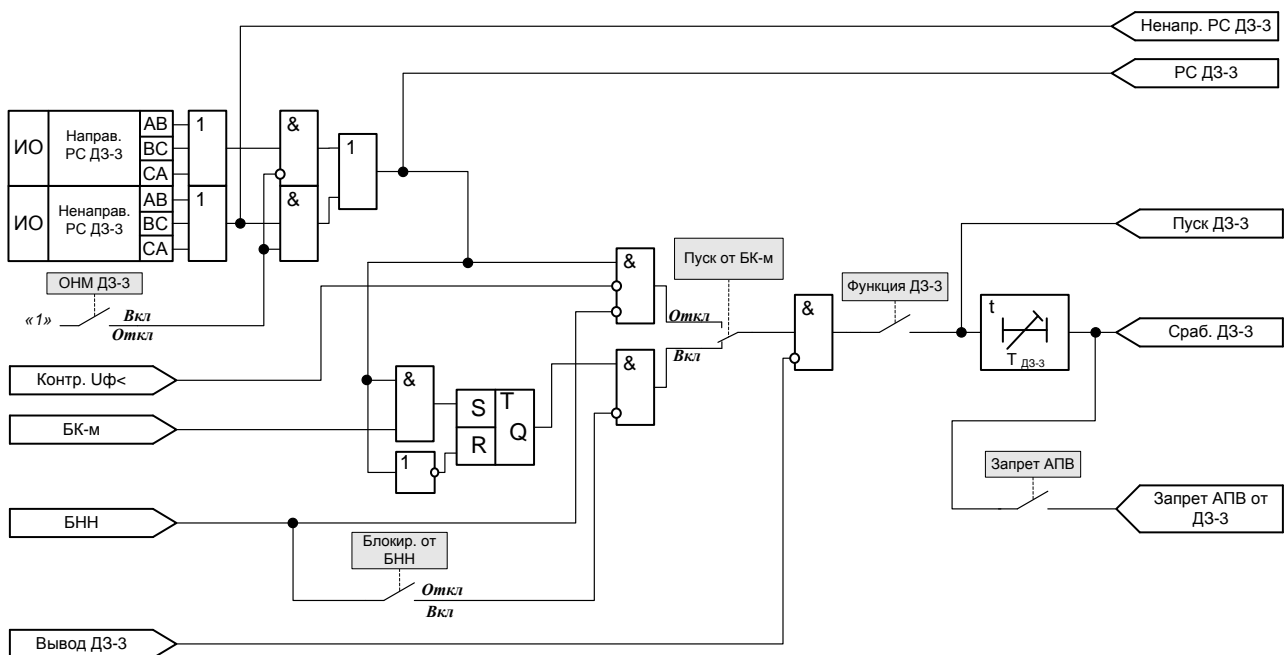 Ненапр. РС ДЗ-3
РС ДЗ-3
ИО
Направ.
РС ДЗ-3
AB
BC
CA
1
&
1
ИО
Ненаправ.
РС ДЗ-3
AB
BC
CA
1
&
Пуск ДЗ-3
ОНМ ДЗ-3
«1»
Вкл
Откл
&
Пуск от БК-м
Откл
Вкл
&
Функция ДЗ-3
t
T ДЗ-3
Сраб. ДЗ-3
Контр. Uф<
&
S
T
R
Q
&
БК-м
1
Запрет АПВ
Запрет АПВ от
ДЗ-3
БНН
Блокир. от
БНН
Откл
Вкл
Вывод ДЗ-3